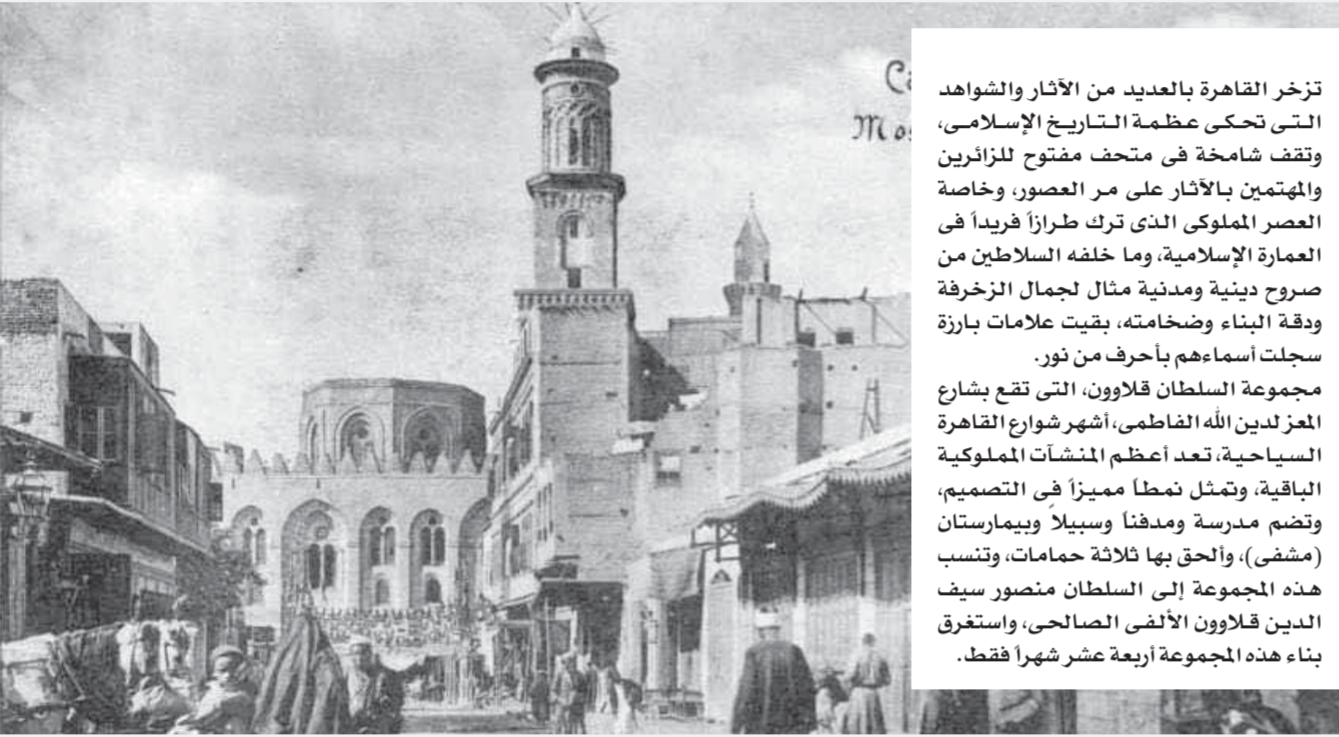 تزخر القاهرة بالعديد من الآثار والشواهد
التى تحكى عظمة التاريخ الإسلامى،
وتقف شامخة فى متحف مفتوح للزائرين
والمهتمين بالآثار على مر العصور، وخاصة
العصر المملوكى الذى ترك طرازاً فريداً فى
العمارة الإسلامية، وما خلفه السلاطين من
صروح دينية ومدنية مثال لجمال الزخرفة
ودقة البناء وضخامته، بقيت علامات بارزة
سجلت أسماءهم بأحرف من نور.
مجموعة السلطان قلاوون، التى تقع بشارع
المعز لدين الله الفاطمى، أشهر شوارع القاهرة
السياحية، تعد أعظم المنشآت المملوكية
الباقية، وتمثل نمطاً مميزاً فى التصميم،
وتضم مدرسة ومدفناً وسبيلاً وبيمارستان
(مشفى)، وألحق بها ثلاثة حمامات، وتنسب
هذه المجموعة إلى السلطان منصور سيف
الدين قلاوون الألفى الصالحى، واستغرق
بناء هذه المجموعة أربعة عشر شهراً فقط.